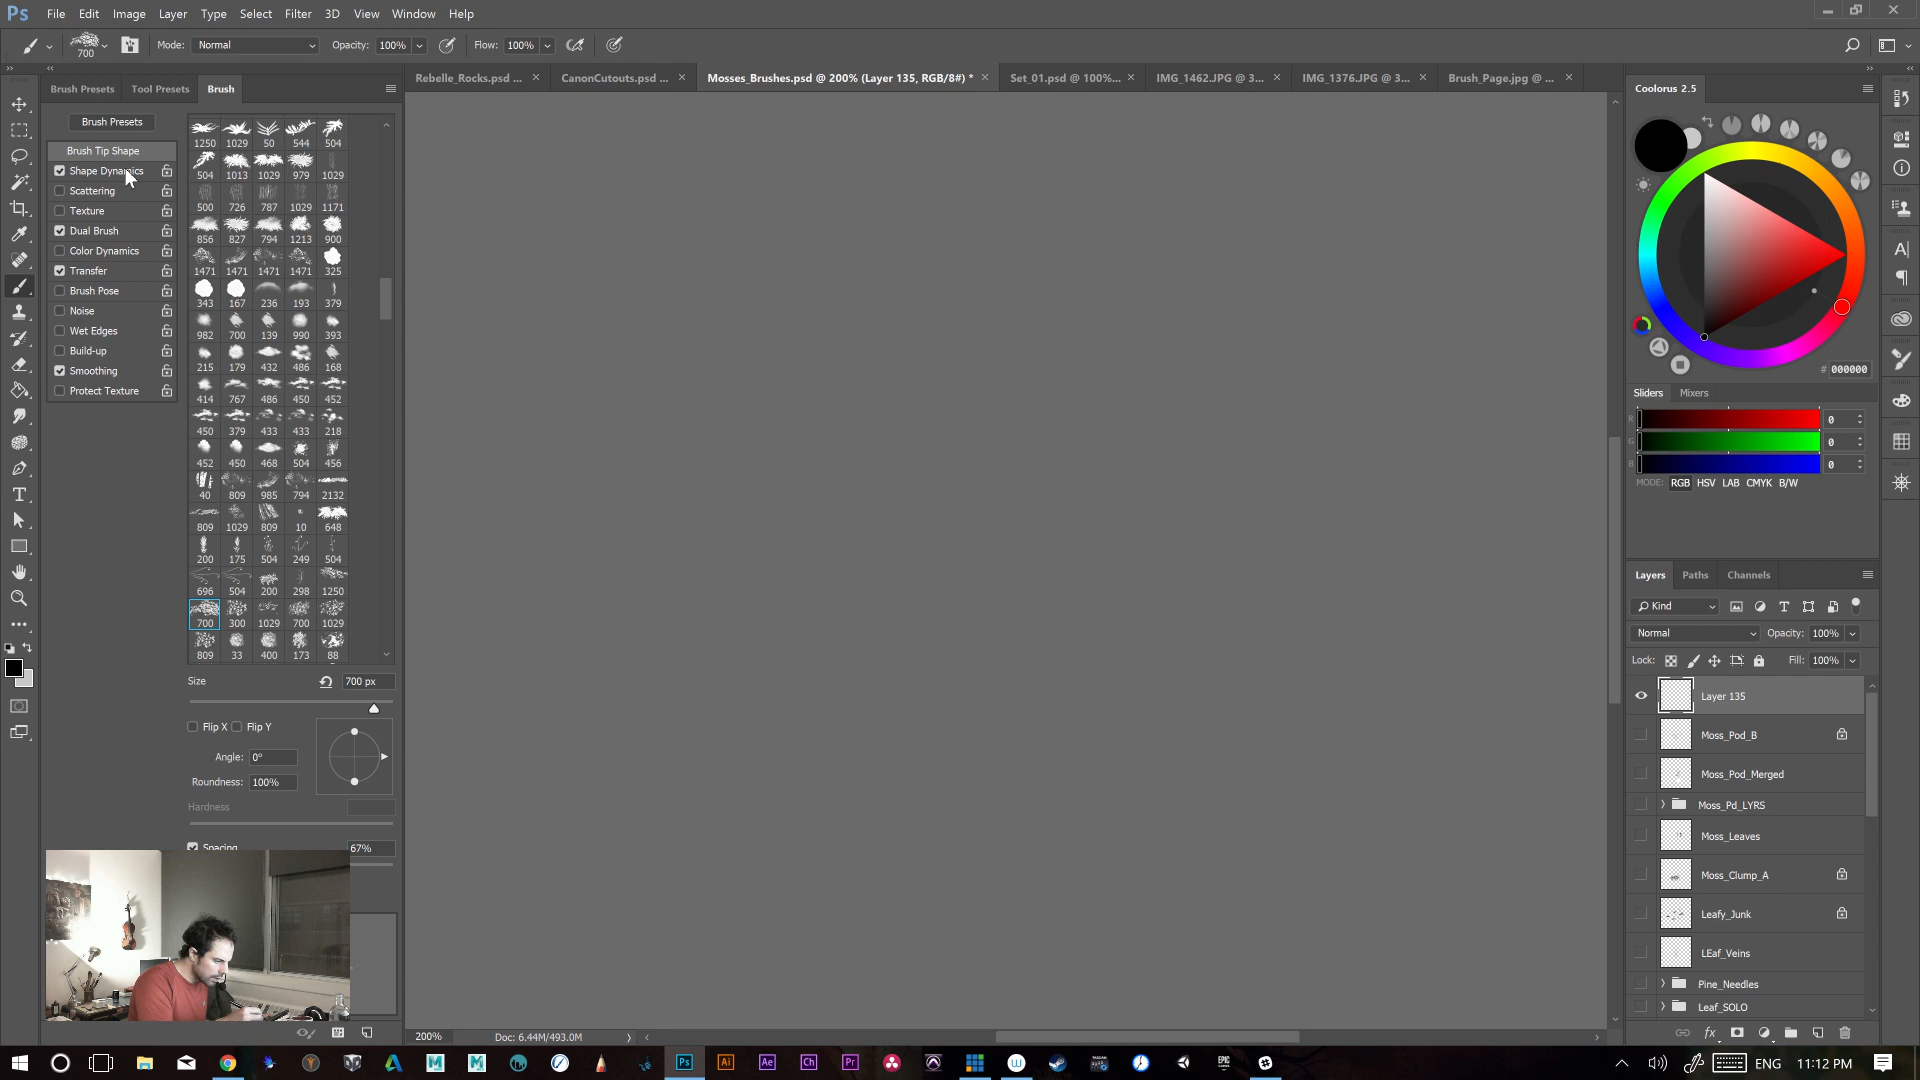 Ps File Edit Image Layer Type Select Filter 3D View Window Help
700 Mode: Normal Opacity: 100% Flow: 100%
Rebelle_Rocks.psd ... CanonCutouts.psd ... Mosses_Brushes.psd @ 200% (Layer 135, RGB/8#) * Set_01.psd @ 100%... IMG_1462.JPG @ 3... IMG_1376.JPG @ 3... Brush_Page.jpg @ ...
Brush Presets Tool Presets Brush
Brush Presets
Brush Tip Shape
Shape Dynamics
Scattering
Texture
Dual Brush
Color Dynamics
Transfer
Brush Pose
Noise
Wet Edges
Build-up
Smoothing
Protect Texture
1250 1029 50 544 504
504 1013 1029 979 1029
500 726 787 1029 1171
856 827 794 1213 900
1471 1471 1471 1471 325
343 167 236 193 379
982 700 139 990 393
215 179 432 486 168
414 767 486 450 452
450 379 433 433 218
452 450 468 504 456
40 809 985 794 2132
809 1029 809 10 648
200 175 504 249 504
696 504 200 298 1250
700 300 1029 700 1029
809 33 400 173 88
Size 700 px
Flip X Flip Y
Angle: 0°
Roundness: 100%
Hardness
Spacing 67%
200% Doc: 6.44M/493.0M
Coolorus 2.5
# 000000
Sliders Mixers
R 0
G 0
B 0
MODE: RGB HSV LAB CMYK B/W
Layers Paths Channels
Kind
Normal Opacity: 100%
Lock: Fill: 100%
Layer 135
Moss_Pod_B
Moss_Pod_Merged
Moss_Pd_LYRS
Moss_Leaves
Moss_Clump_A
Leafy_Junk
LEaf_Veins
Pine_Needles
Leaf_SOLO
fx
Ps Ai Ae Ch Pr
ENG 11:12 PM